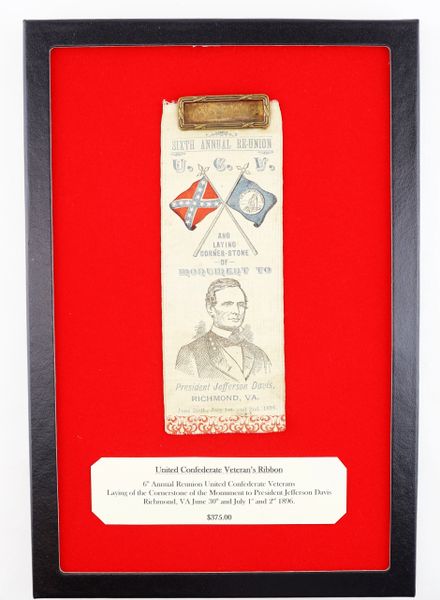 SIXTH ANNUAL RE-UNION
U. C. V.
AND
LAYING
CORNER-STONE
-OF-
MONUMENT TO
President Jefferson Davis,
RICHMOND, VA.
June 30th, July 1st. and 2nd. 1896.
United Confederate Veteran's Ribbon
6th Annual Reunion United Confederate Veterans
Laying of the Cornerstone of the Monument to President Jefferson Davis
Richmond, VA June 30th and July 1st and 2nd 1896.
$375.00